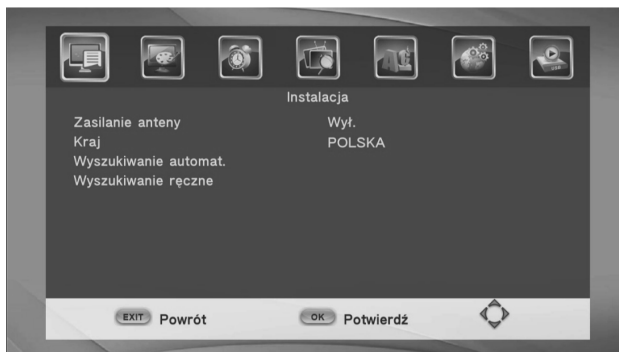 Instalacja
Zasilanie anteny Wył.
Kraj POLSKA
Wyszukiwanie automat.
Wyszukiwanie ręczne
EXIT Powrót OK Potwierdź